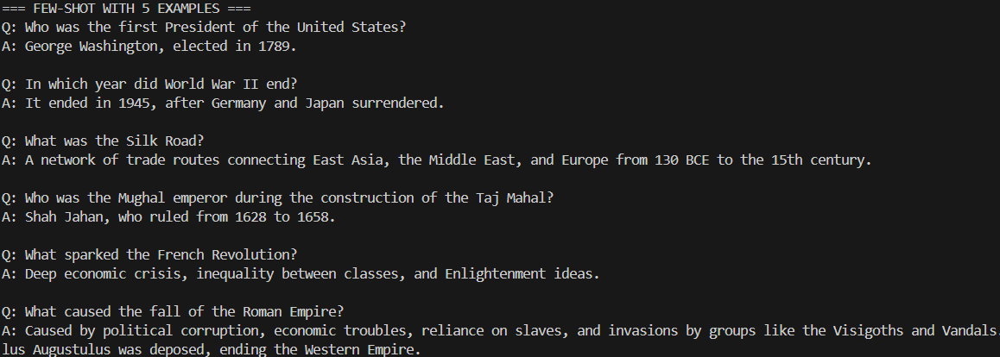 === FEW-SHOT WITH 5 EXAMPLES ===
Q: Who was the first President of the United States?
A: George Washington, elected in 1789.
Q: In which year did World War II end?
A: It ended in 1945, after Germany and Japan surrendered.
Q: What was the Silk Road?
A: A network of trade routes connecting East Asia, the Middle East, and Europe from 130 BCE to the 15th century.
Q: Who was the Mughal emperor during the construction of the Taj Mahal?
A: Shah Jahan, who ruled from 1628 to 1658.
Q: What sparked the French Revolution?
A: Deep economic crisis, inequality between classes, and Enlightenment ideas.
Q: What caused the fall of the Roman Empire?
A: Caused by political corruption, economic troubles, reliance on slaves, and invasions by groups like the Visigoths and Vandals.
lus Augustulus was deposed, ending the Western Empire.